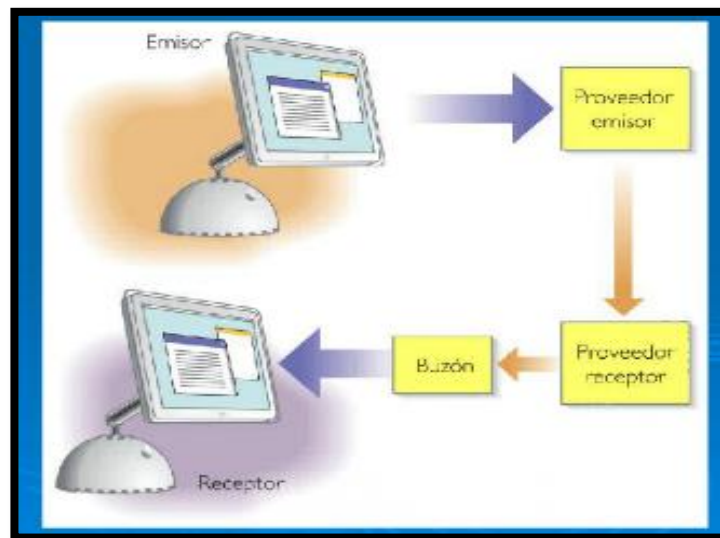 Emisor
Proveedor
emisor
Proveedor
receptor
Buzón
Receptor